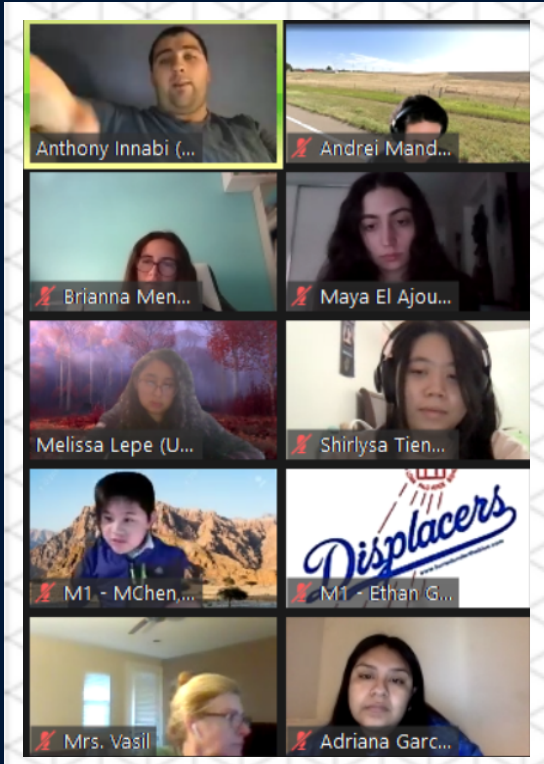 Anthony Innabi (...
Andrei Mand...
Brianna Men...
Maya El Ajou...
Melissa Lepe (U...
Shirlysa Tien...
M1 - MChen,...
Displacers
M1 - Ethan G...
Mrs. Vasil
Adriana Garc...